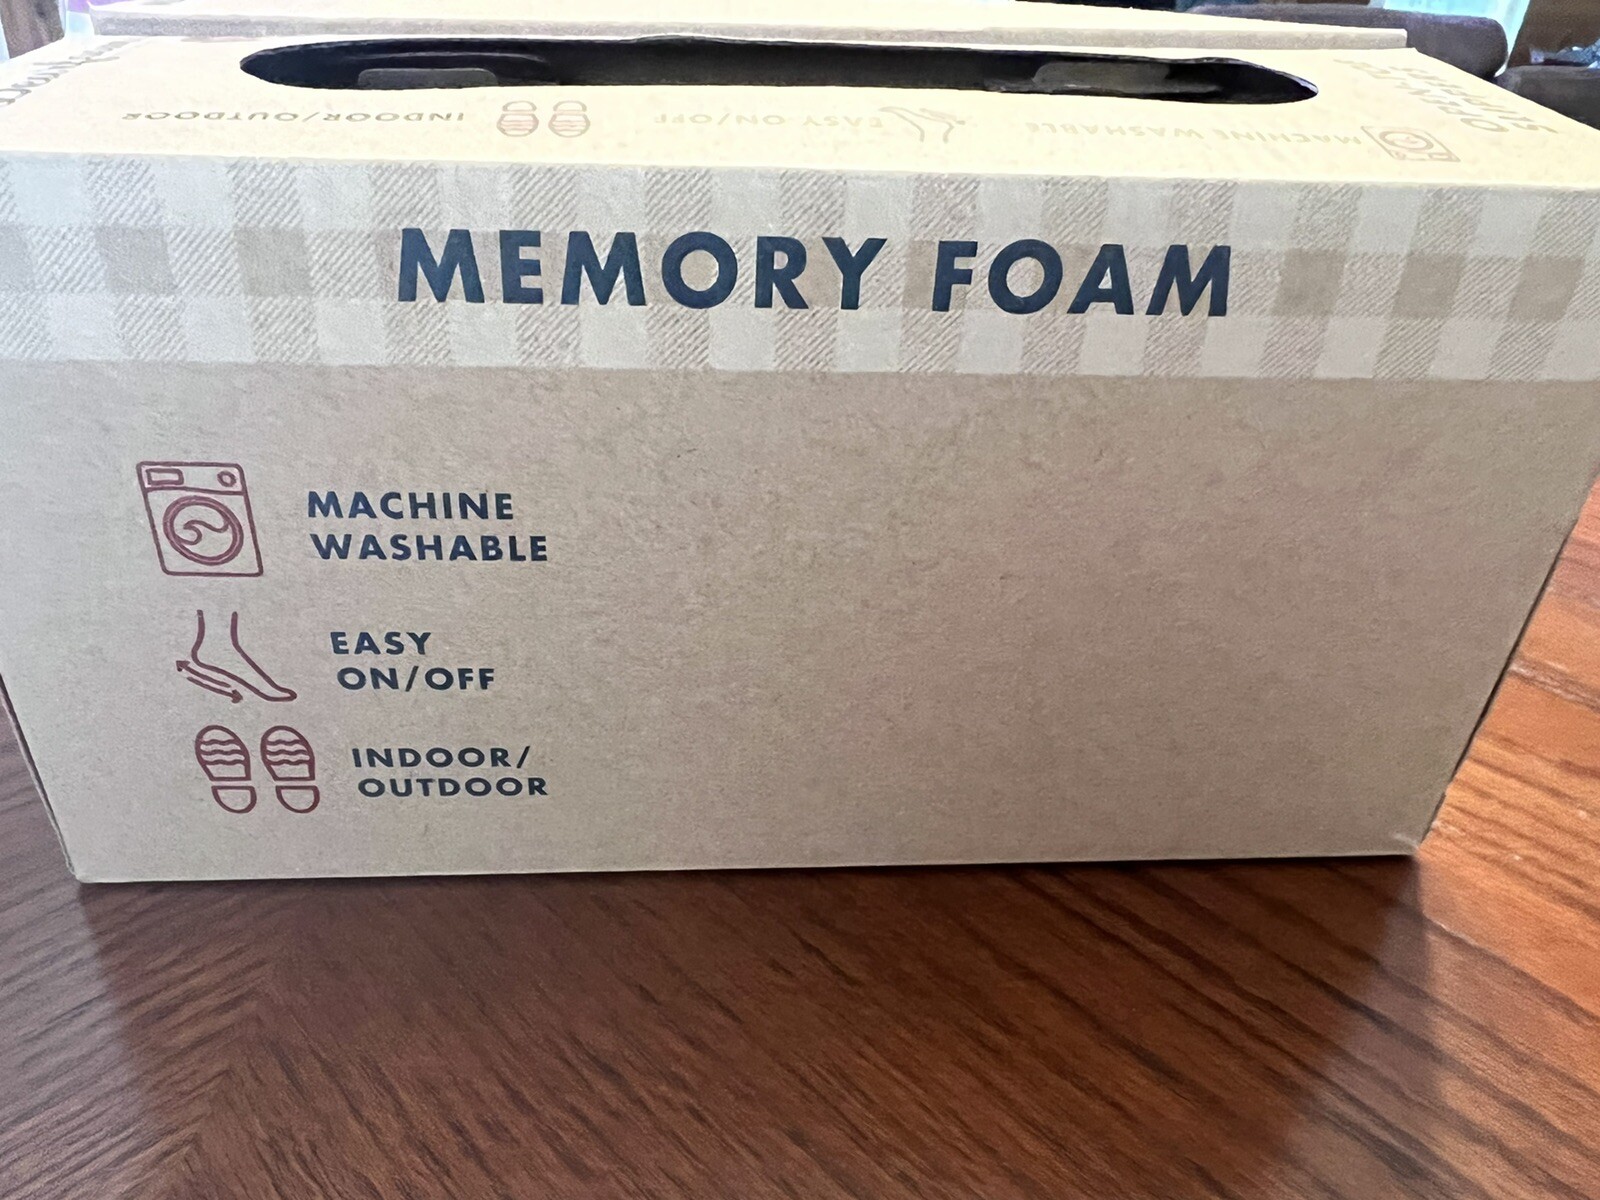 INDOOR/OUTDOOR EASY ON/OFF MACHINE WASHABLE
MEMORY FOAM
MACHINE
WASHABLE
EASY
ON/OFF
INDOOR/
OUTDOOR